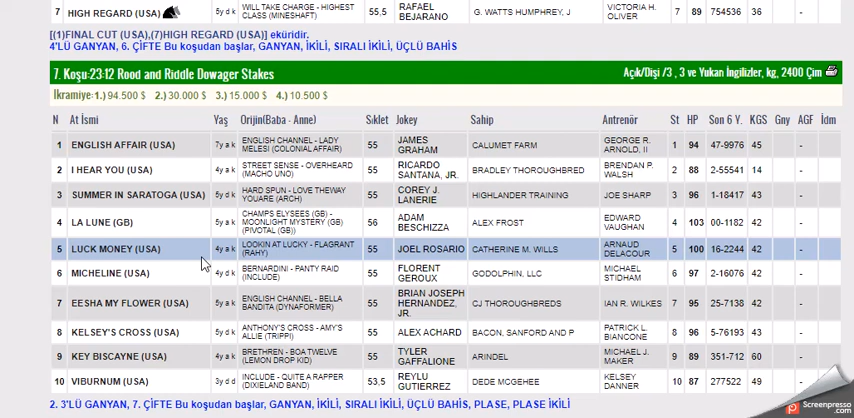 7 HIGH REGARD (USA) 5y d k WILL TAKE CHARGE - HIGHEST CLASS (MINESHAFT) 55,5 RAFAEL BEJARANO G. WATTS HUMPHREY, J VICTORIA H. OLIVER 7 89 754536 36 -
[(1)FINAL CUT (USA),(7)HIGH REGARD (USA)] eküridir.
4'LÜ GANYAN, 6. ÇİFTE Bu koşudan başlar, GANYAN, İKİLİ, SIRALI İKİLİ, ÜÇLÜ BAHİS
7. Koşu:23:12 Rood and Riddle Dowager Stakes Açık/Dişi /3 , 3 ve Yukarı İngilizler, kg, 2400 Çim
İkramiye:1.) 94.500 $ 2.) 30.000 $ 3.) 15.000 $ 4.) 10.500 $
N At İsmi Yaş Orijin(Baba - Anne) Sıklet Jokey Sahip Antrenör St HP Son 6 Y. KGS Gny AGF İdm
1 ENGLISH AFFAIR (USA) 7y a k ENGLISH CHANNEL - LADY MELESI (COLONIAL AFFAIR) 55 JAMES GRAHAM CALUMET FARM GEORGE R. ARNOLD, II 1 94 47-9976 45 -
2 I HEAR YOU (USA) 4y a k STREET SENSE - OVERHEARD (MACHO UNO) 55 RICARDO SANTANA, JR. BRADLEY THOROUGHBRED BRENDAN P. WALSH 2 88 2-55541 14 -
3 SUMMER IN SARATOGA (USA) 5y d k HARD SPUN - LOVE THEWAY YOUARE (ARCH) 55 COREY J. LANERIE HIGHLANDER TRAINING JOE SHARP 3 96 1-18417 43 -
4 LA LUNE (GB) 5y a k CHAMPS ELYSEES (GB) - MOONLIGHT MYSTERY (GB) (PIVOTAL (GB)) 56 ADAM BESCHIZZA ALEX FROST EDWARD VAUGHAN 4 103 00-1182 42 -
5 LUCK MONEY (USA) 4y a k LOOKIN AT LUCKY - FLAGRANT (RAHY) 55 JOEL ROSARIO CATHERINE M. WILLS ARNAUD DELACOUR 5 100 16-2244 42 -
6 MICHELINE (USA) 4y d k BERNARDINI - PANTY RAID (INCLUDE) 55 FLORENT GEROUX GODOLPHIN, LLC MICHAEL STIDHAM 6 97 2-16076 42 -
7 EESHA MY FLOWER (USA) 5y a k ENGLISH CHANNEL - BELLA BANDITA (DYNAFORMER) 55 BRIAN JOSEPH HERNANDEZ, JR. CJ THOROUGHBREDS IAN R. WILKES 7 95 25-7138 42 -
8 KELSEY'S CROSS (USA) 5y d k ANTHONY'S CROSS - AMY'S ALLIE (TRIPPI) 55 ALEX ACHARD BACON, SANFORD AND P PATRICK L. BIANCONE 8 96 5-76193 43 -
9 KEY BISCAYNE (USA) 4y a k BRETHREN - BOA TWELVE (LEMON DROP KID) 55 TYLER GAFFALIONE ARINDEL MICHAEL J. MAKER 9 89 351-712 60 -
10 VIBURNUM (USA) 3y d d INCLUDE - QUITE A RAPPER (DIXIELAND BAND) 53,5 REYLU GUTIERREZ DEDE MCGEHEE KELSEY DANNER 10 87 277522 49 -
2. 3'LÜ GANYAN, 7. ÇİFTE Bu koşudan başlar, GANYAN, İKİLİ, SIRALI İKİLİ, ÜÇLÜ BAHİS, PLASE, PLASE İKİLİ
Screenpresso.com